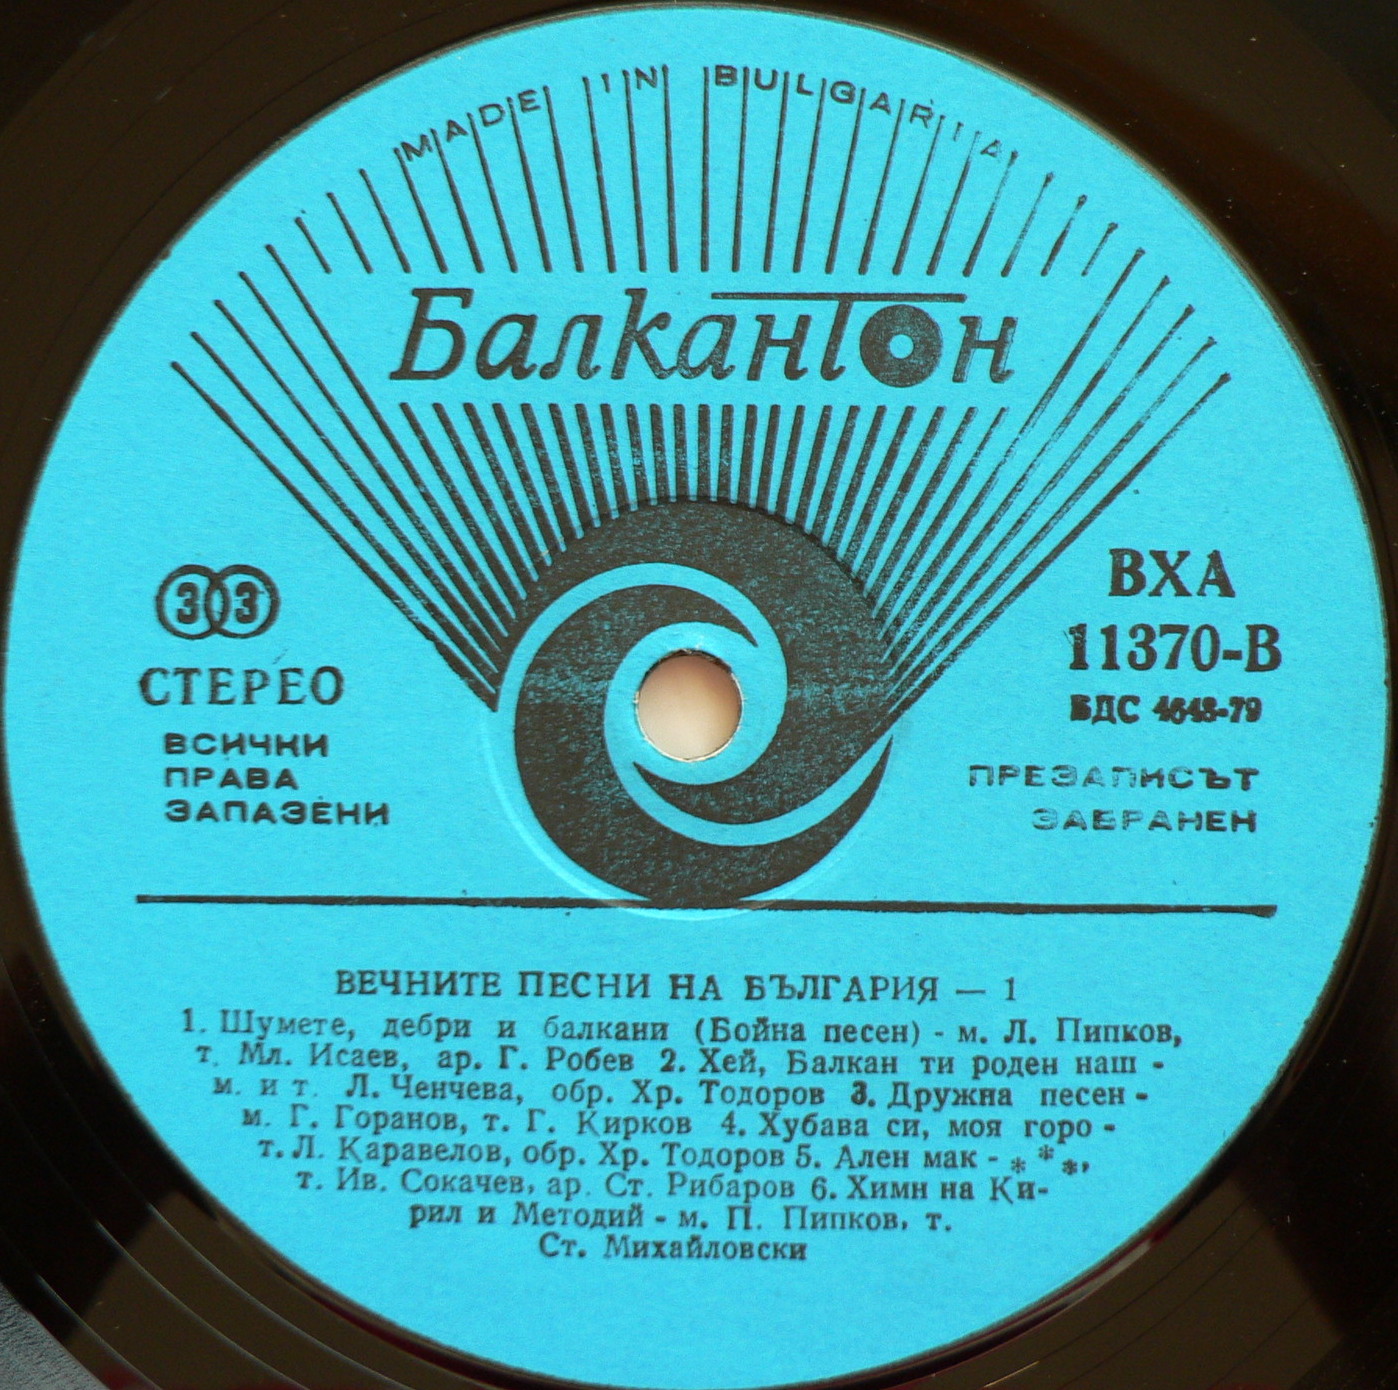 MADE IN BULGARIA
Балкантон
33
СТЕРЕО
ВСИЧКИ
ПРАВА
ЗАПАЗЕНИ
ВХА
11370-В
БДС 4648-79
ПРЕЗАПИСЪТ
ЗАБРАНЕН
ВЕЧНИТЕ ПЕСНИ НА БЪЛГАРИЯ — 1
1. Шумете, дебри и балкани (Бойна песен) - м. Л. Пипков,
т. Мл. Исаев, ар. Г. Робев 2. Хей, Балкан ти роден наш -
м. и т. Л. Ченчева, обр. Хр. Тодоров 3. Дружна песен -
м. Г. Горанов, т. Г. Кирков 4. Хубава си, моя горо -
т. Л. Каравелов, обр. Хр. Тодоров 5. Ален мак - ***,
т. Ив. Сокачев, ар. Ст. Рибаров 6. Химн на Ки-
рил и Методий - м. П. Пипков, т.
Ст. Михайловски